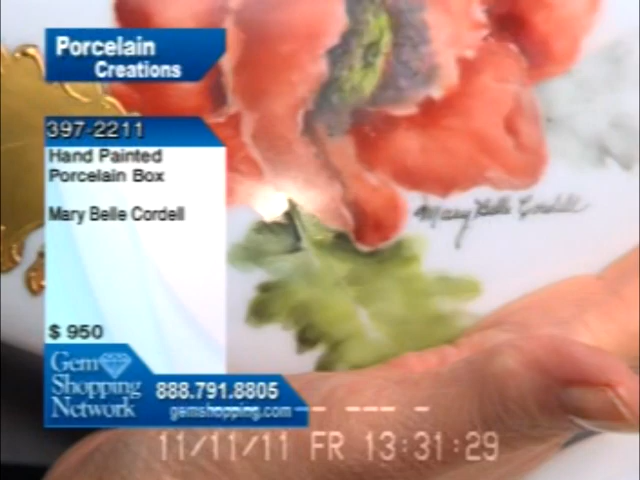 Porcelain
Creations
397-2211
Hand Painted
Porcelain Box
Mary Belle Cordell
$ 950
Gem
Shopping
Network
888.791.8805
gemshopping.com
Mary Belle Cordell
11/11/11 FR 13:31:29